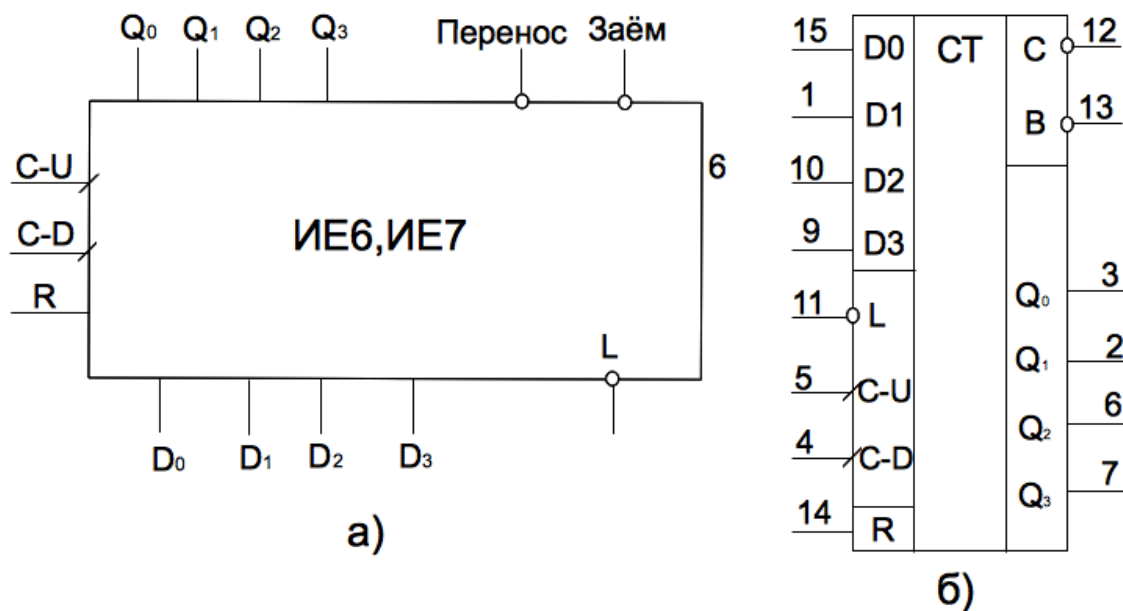 Q₀ Q₁ Q₂ Q₃ Перенос Заём
C-U
6
C-D
ИЕ6,ИЕ7
R
L
D₀ D₁ D₂ D₃
а)
15 D0 CT C 12
1 D1 B 13
10 D2
9 D3
11 L Q₀ 3
5 C-U Q₁ 2
4 C-D Q₂ 6
14 R Q₃ 7
б)